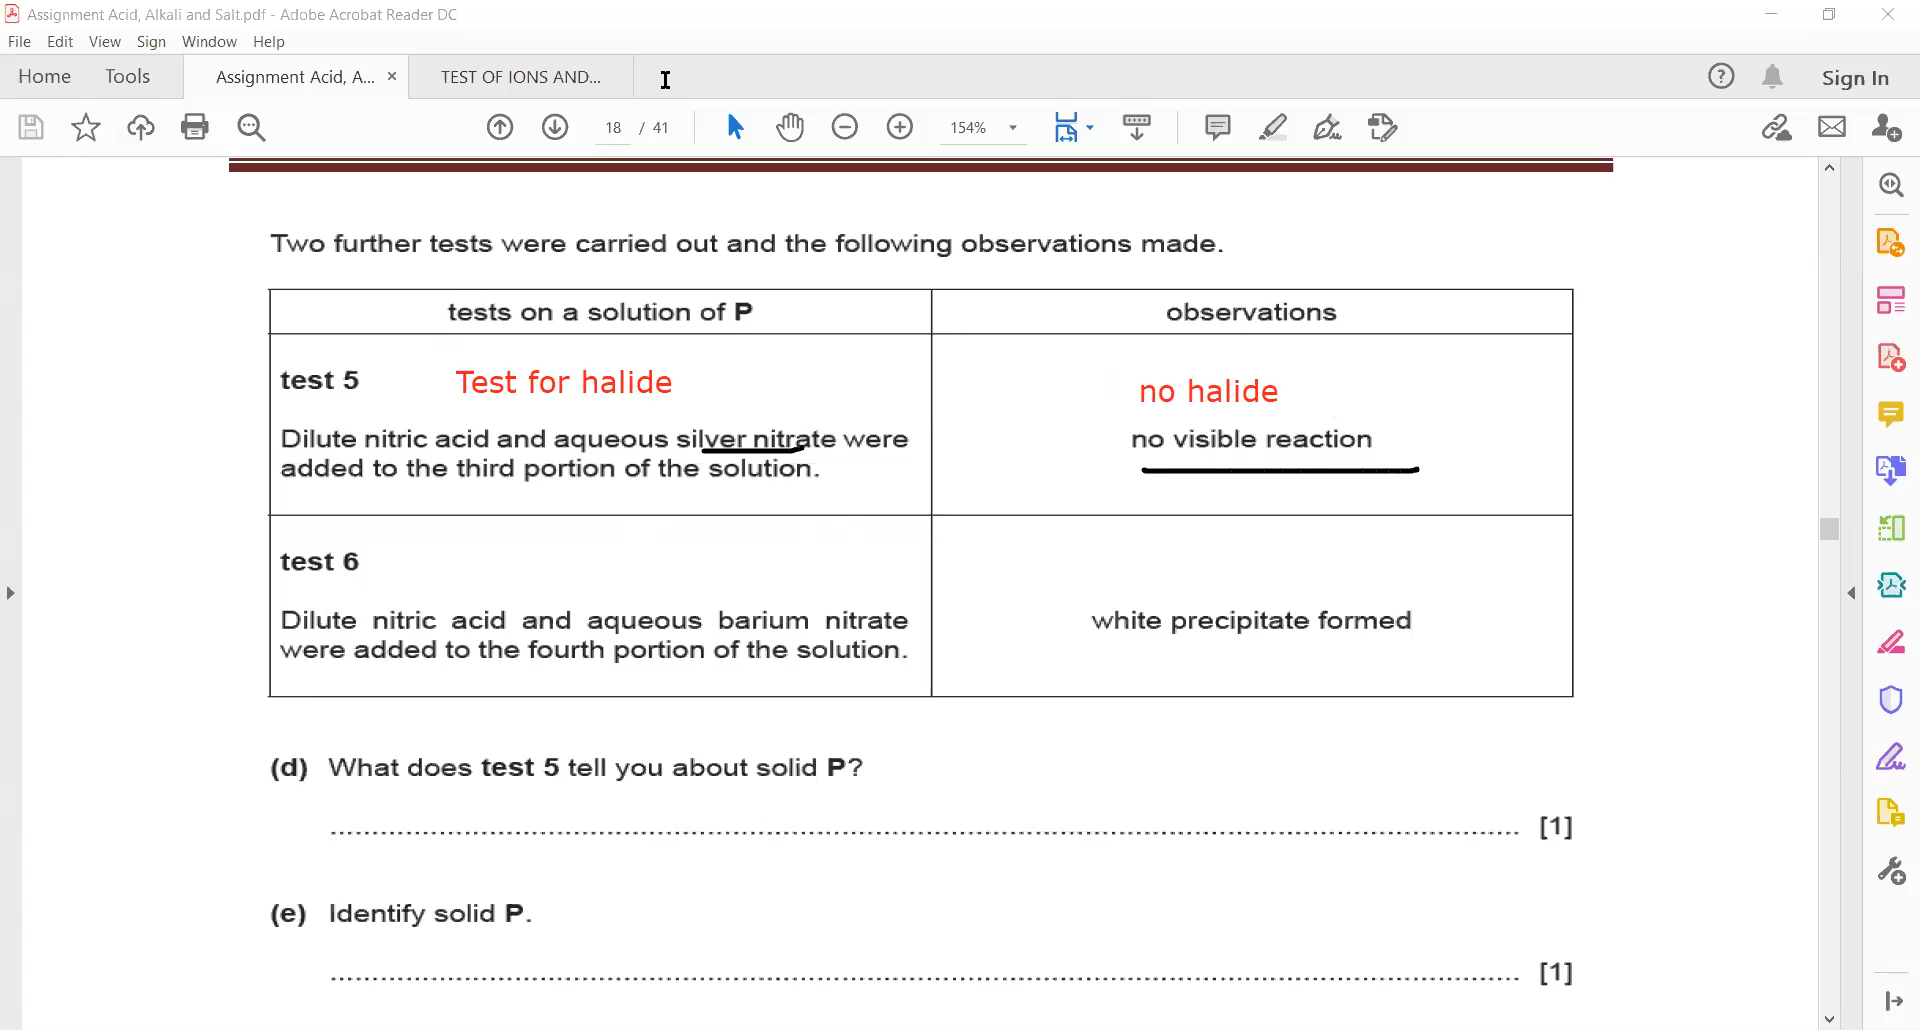 Assignment Acid, Alkali and Salt.pdf - Adobe Acrobat Reader DC
File Edit View Sign Window Help
Home Tools Assignment Acid, A... × TEST OF IONS AND... Sign In
18 / 41 154%
Two further tests were carried out and the following observations made.
tests on a solution of P observations
test 5 Test for halide no halide
Dilute nitric acid and aqueous silver nitrate were no visible reaction
added to the third portion of the solution.
test 6
Dilute nitric acid and aqueous barium nitrate white precipitate formed
were added to the fourth portion of the solution.
(d) What does test 5 tell you about solid P?
[1]
(e) Identify solid P.
[1]